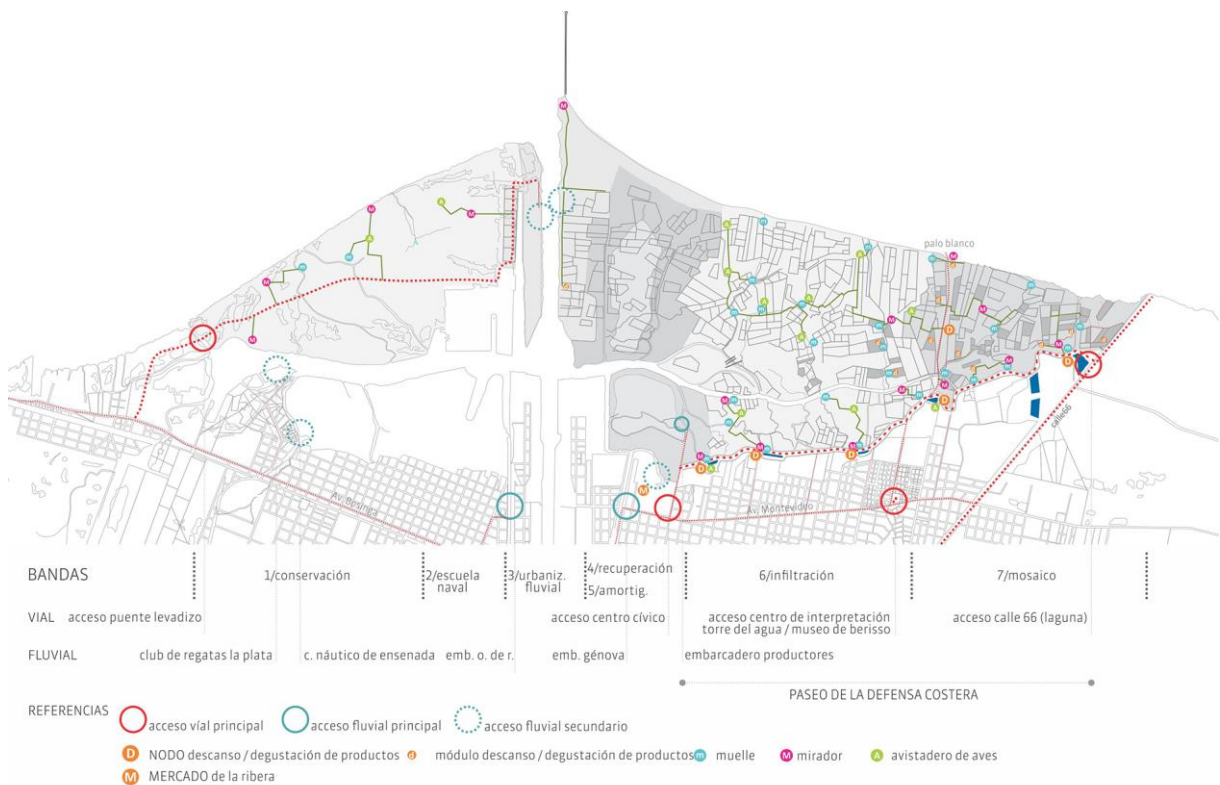 palo blanco
calle66
Av. Bosinga
Av. Montevideo
BANDAS
1/conservación
2/escuela
naval
3/urbaniz.
fluvial
4/recuperación
5/amortig.
6/infiltración
7/mosaico
VIAL
acceso puente levadizo
acceso centro cívico
acceso centro de interpretación
torre del agua / museo de berisso
acceso calle 66 (laguna)
FLUVIAL
club de regatas la plata
c. náutico de ensenada
emb. o. de r.
emb. génova
embarcadero productores
PASEO DE LA DEFENSA COSTERA
REFERENCIAS
acceso víal principal
acceso fluvial principal
acceso fluvial secundario
D NODO descanso / degustación de productos
d módulo descanso / degustación de productos
m muelle
M mirador
A avistadero de aves
M MERCADO de la ribera